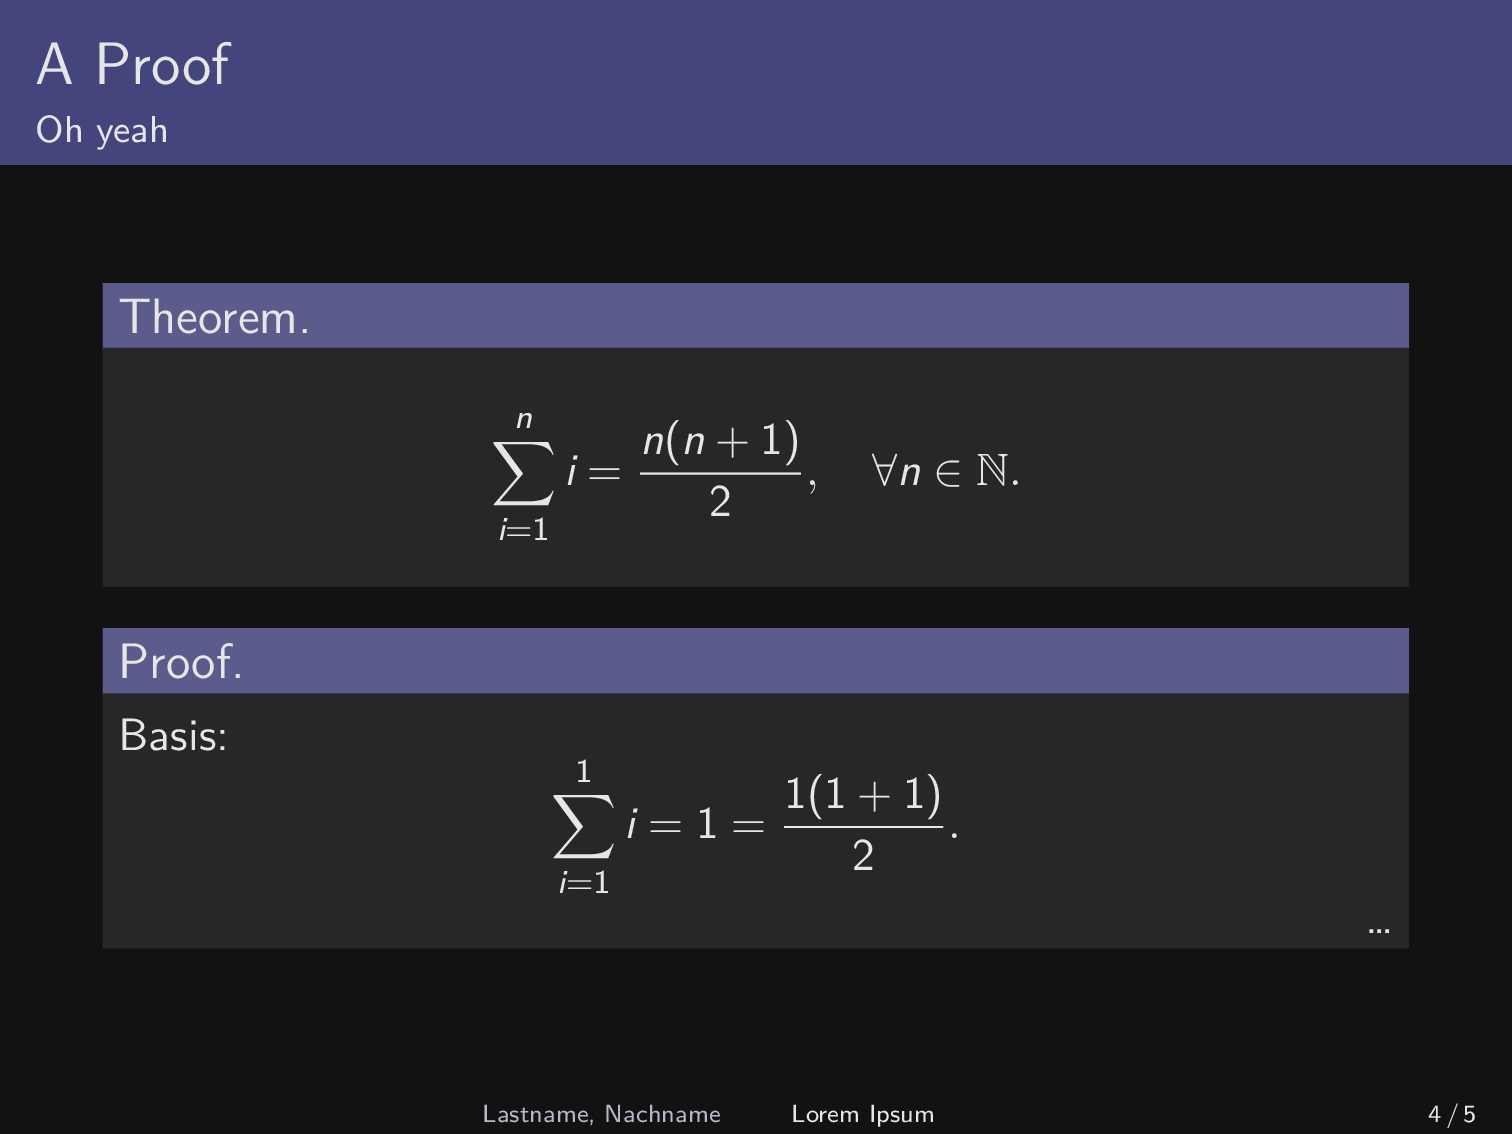 A Proof
Oh yeah
Theorem.
$$\sum_{i=1}^{n} i = \frac{n(n+1)}{2}, \quad \forall n \in \mathbb{N}.$$
Proof.
Basis:
$$\sum_{i=1}^{1} i = 1 = \frac{1(1+1)}{2}.$$
...
Lastname, Nachname Lorem Ipsum 4 / 5